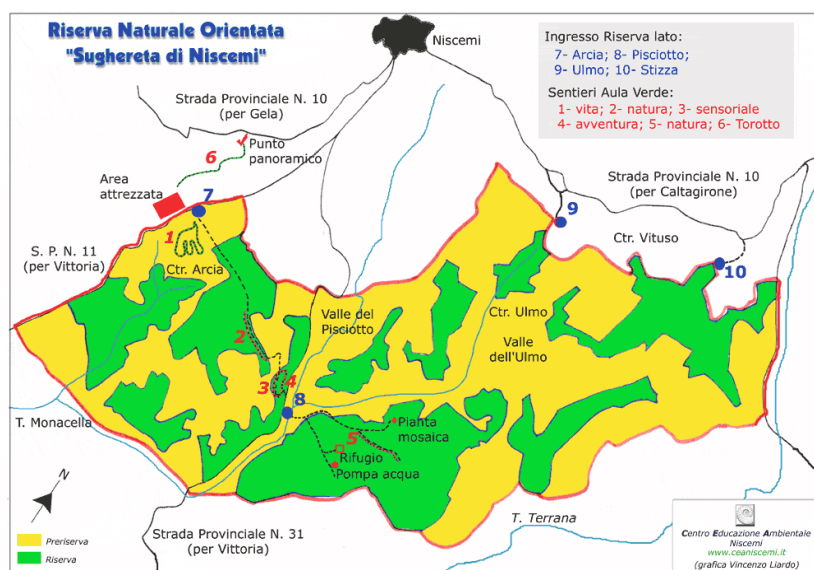 Riserva Naturale Orientata
"Sughereta di Niscemi"
Niscemi
Ingresso Riserva lato:
7- Arcia; 8- Pisciotto;
9- Ulmo; 10- Stizza
Sentieri Aula Verde:
1- vita; 2- natura; 3- sensoriale
4- avventura; 5- natura; 6- Torotto
Strada Provinciale N. 10
(per Gela)
Punto
panoramico
6
Area
attrezzata
7
Strada Provinciale N. 10
(per Caltagirone)
9
Ctr. Vituso
10
S. P. N. 11
(per Vittoria)
1
Ctr. Arcia
Valle del
Pisciotto
Ctr. Ulmo
Valle
dell'Ulmo
2
3
4
8
T. Monacella
Pianta
mosaica
5
Rifugio
Pompa acqua
N
Strada Provinciale N. 31
(per Vittoria)
T. Terrana
Preriserva
Riserva
Centro Educazione Ambientale
Niscemi
www.ceaniscemi.it
(grafica Vincenzo Liardo)